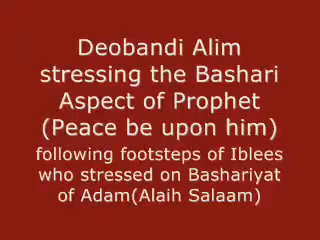 Deobandi Alim
stressing the Bashari
Aspect of Prophet
(Peace be upon him)
following footsteps of Iblees
who stressed on Bashariyat
of Adam(Alaih Salaam)